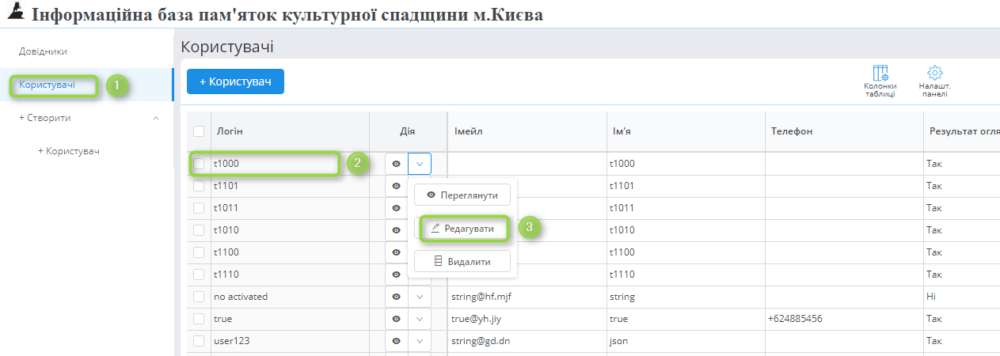 Інформаційна база пам'яток культурної спадщини м.Києва
Довідники
Користувачі
1
+ Створити
+ Користувач
Користувачі
+ Користувач
Колонки таблиці
Налашт. панелі
Логін Дія Імейл Ім'я Телефон Результат огля
t1000 2 t1000 Так
t1101 t1101 Так
t1011 t1011 Так
t1010 t1010 Так
t1100 t1100 Так
t1110 t1110 Так
Переглянути
Редагувати 3
Видалити
no activated string@hf.mjf string Ні
true true@yh.jiy true +624885456 Так
user123 string@gd.dn json Так